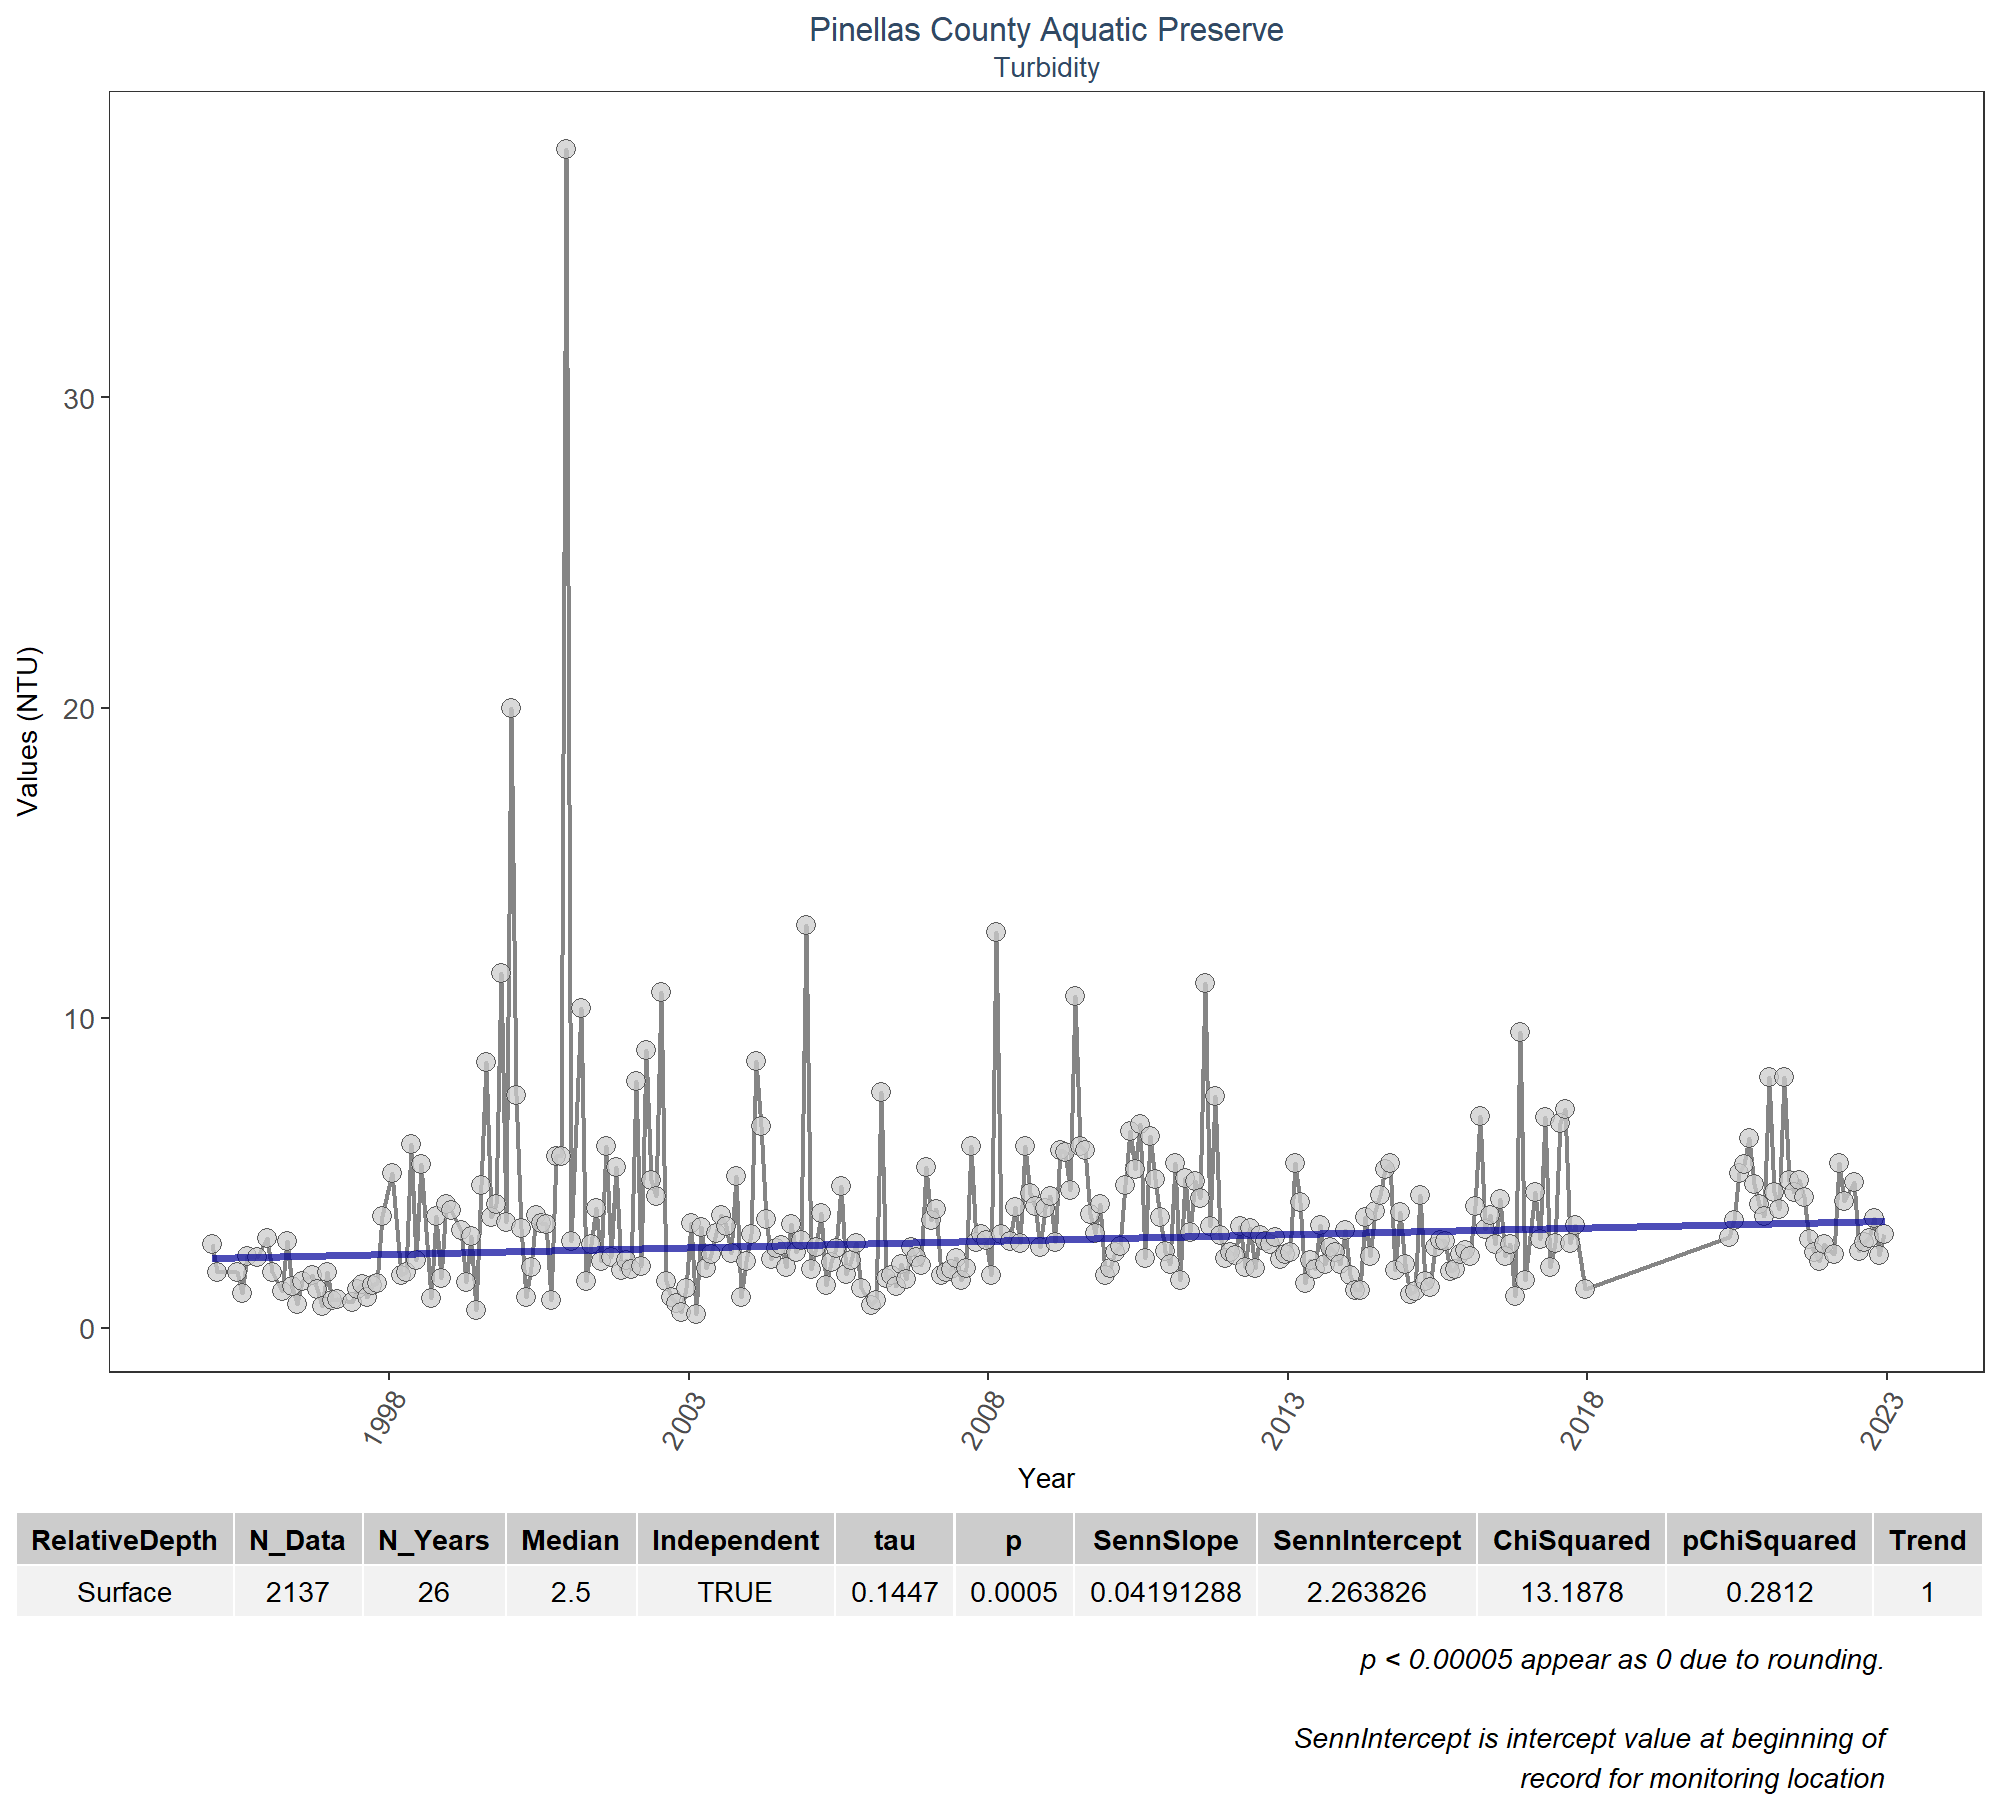 Pinellas County Aquatic Preserve
Turbidity
Values (NTU)
30
20
10
0
1998 2003 2008 2013 2018 2023
Year
RelativeDepth N_Data N_Years Median Independent tau p SennSlope SennIntercept ChiSquared pChiSquared Trend
Surface 2137 26 2.5 TRUE 0.1447 0.0005 0.04191288 2.263826 13.1878 0.2812 1
p < 0.00005 appear as 0 due to rounding.
SennIntercept is intercept value at beginning of
record for monitoring location